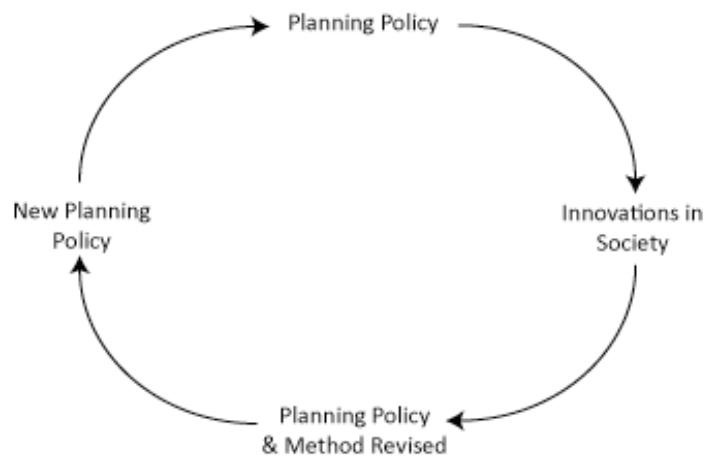 Planning Policy
Innovations in
Society
Planning Policy
& Method Revised
New Planning
Policy